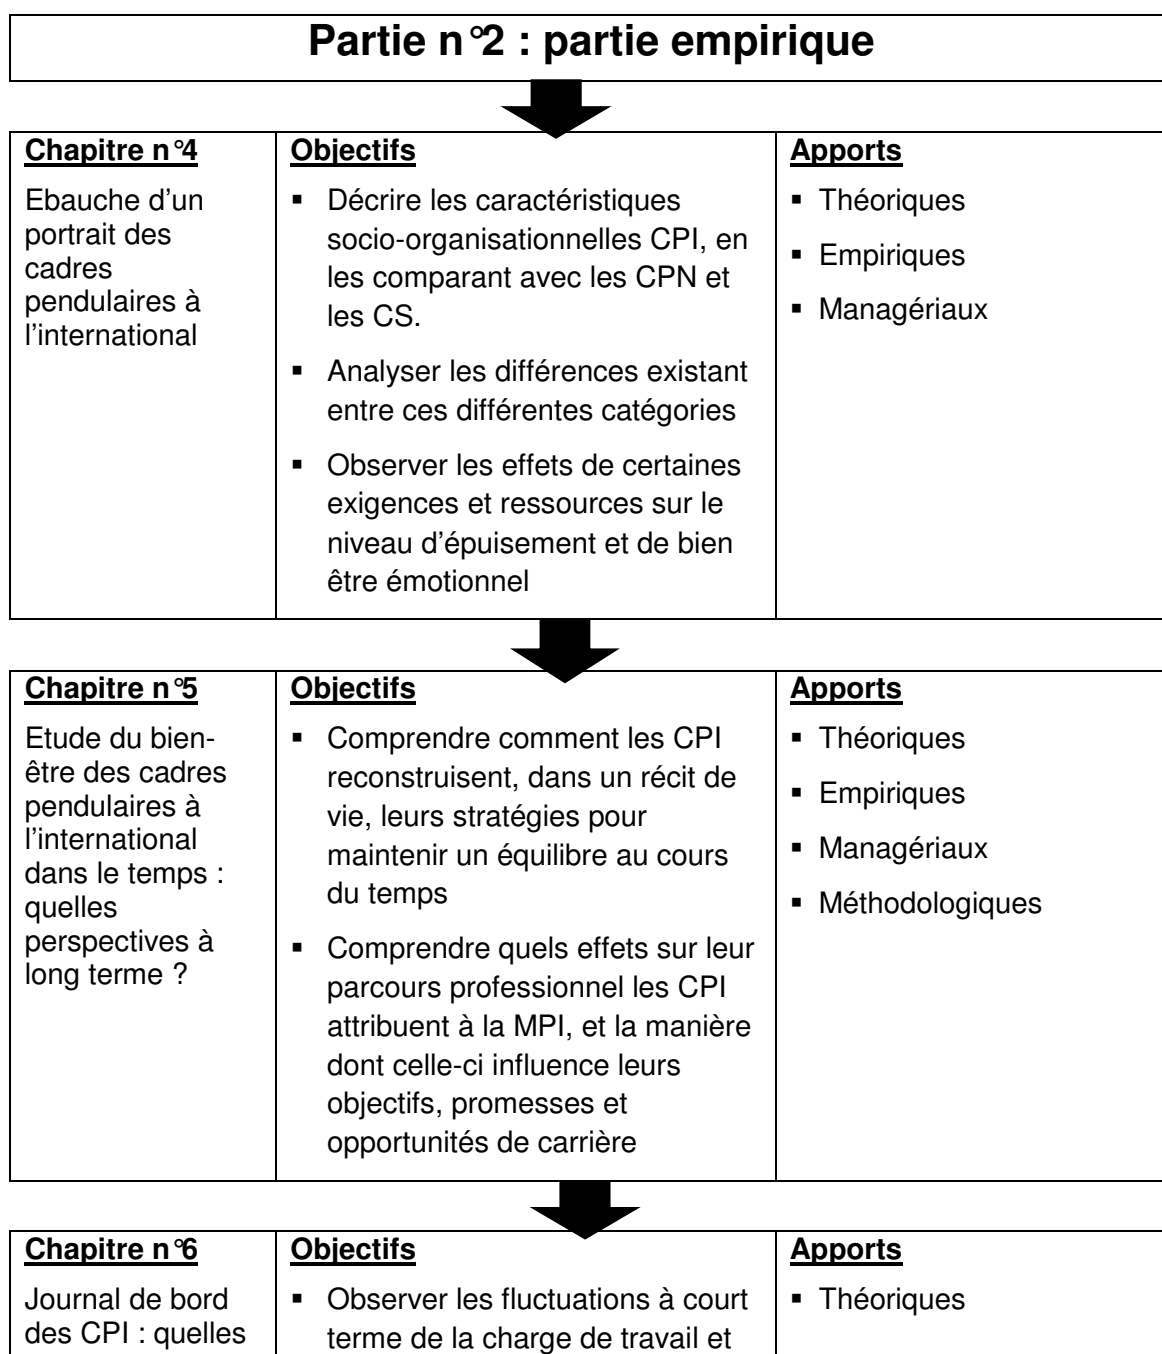 Partie n°2 : partie empirique
Chapitre n°4
Ebauche d'un
portrait des
cadres
pendulaires à
l'international
Objectifs
▪ Décrire les caractéristiques
socio-organisationnelles CPI, en
les comparant avec les CPN et
les CS.
▪ Analyser les différences existant
entre ces différentes catégories
▪ Observer les effets de certaines
exigences et ressources sur le
niveau d'épuisement et de bien
être émotionnel
Apports
▪ Théoriques
▪ Empiriques
▪ Managériaux
Chapitre n°5
Etude du bien-
être des cadres
pendulaires à
l'international
dans le temps :
quelles
perspectives à
long terme ?
Objectifs
▪ Comprendre comment les CPI
reconstruisent, dans un récit de
vie, leurs stratégies pour
maintenir un équilibre au cours
du temps
▪ Comprendre quels effets sur leur
parcours professionnel les CPI
attribuent à la MPI, et la manière
dont celle-ci influence leurs
objectifs, promesses et
opportunités de carrière
Apports
▪ Théoriques
▪ Empiriques
▪ Managériaux
▪ Méthodologiques
Chapitre n°6
Journal de bord
des CPI : quelles
Objectifs
▪ Observer les fluctuations à court
terme de la charge de travail et
Apports
▪ Théoriques